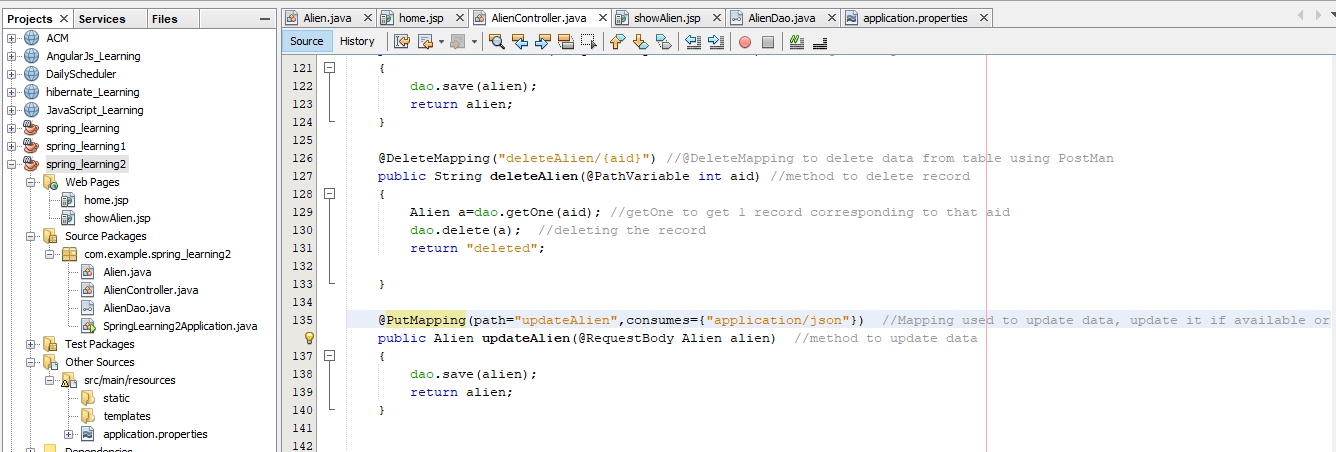 Projects Services Files
ACM
AngularJs_Learning
DailyScheduler
hibernate_Learning
JavaScript_Learning
spring_learning
spring_learning1
spring_learning2
Web Pages
home.jsp
showAlien.jsp
Source Packages
com.example.spring_learning2
Alien.java
AlienController.java
AlienDao.java
SpringLearning2Application.java
Test Packages
Other Sources
src/main/resources
static
templates
application.properties
Dependencies
Alien.java home.jsp AlienController.java showAlien.jsp AlienDao.java application.properties
Source History
121 {
122 dao.save(alien);
123 return alien;
124 }
125
126 @DeleteMapping("deleteAlien/{aid}") //@DeleteMapping to delete data from table using PostMan
127 public String deleteAlien(@PathVariable int aid) //method to delete record
128 {
129 Alien a=dao.getOne(aid); //getOne to get 1 record corresponding to that aid
130 dao.delete(a); //deleting the record
131 return "deleted";
132
133 }
134
135 @PutMapping(path="updateAlien",consumes={"application/json"}) //Mapping used to update data, update it if available or
public Alien updateAlien(@RequestBody Alien alien) //method to update data
137 {
138 dao.save(alien);
139 return alien;
140 }
141
142